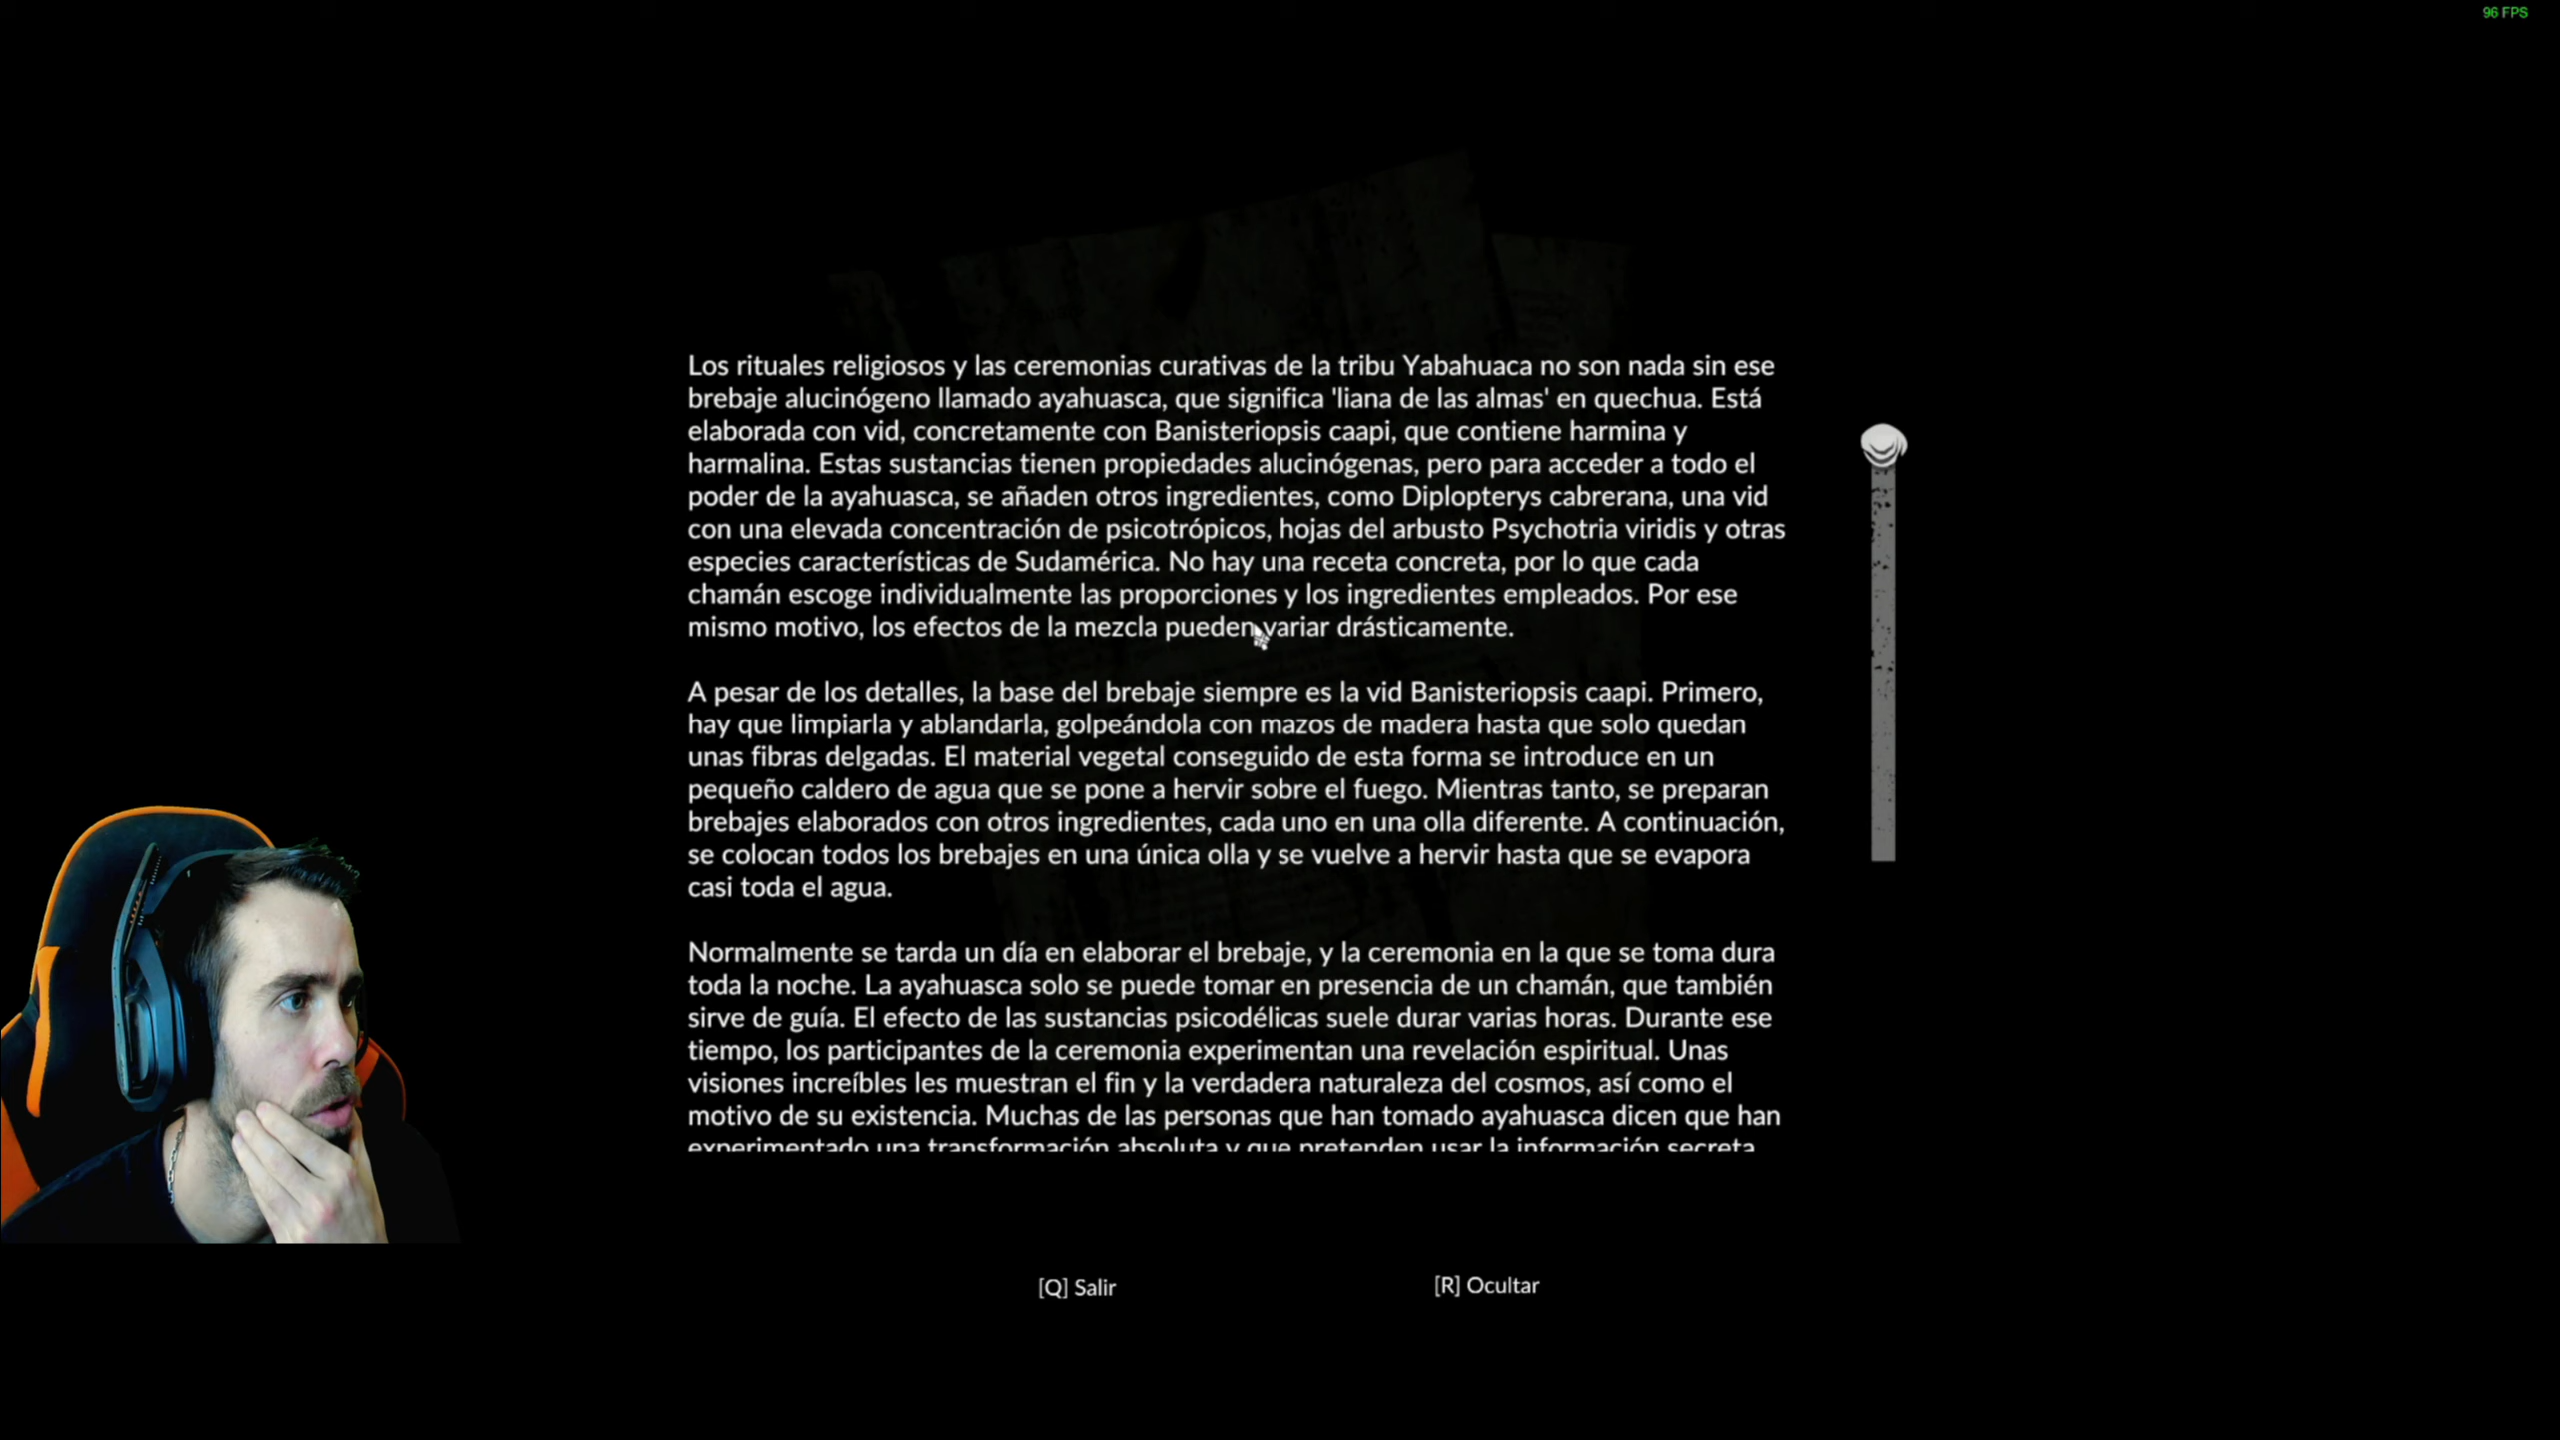 96 FPS
Los rituales religiosos y las ceremonias curativas de la tribu Yabahuaca no son nada sin ese
brebaje alucinógeno llamado ayahuasca, que significa 'liana de las almas' en quechua. Está
elaborada con vid, concretamente con Banisteriopsis caapi, que contiene harmina y
harmalina. Estas sustancias tienen propiedades alucinógenas, pero para acceder a todo el
poder de la ayahuasca, se añaden otros ingredientes, como Diplopterys cabrerana, una vid
con una elevada concentración de psicotrópicos, hojas del arbusto Psychotria viridis y otras
especies características de Sudamérica. No hay una receta concreta, por lo que cada
chamán escoge individualmente las proporciones y los ingredientes empleados. Por ese
mismo motivo, los efectos de la mezcla pueden variar drásticamente.
A pesar de los detalles, la base del brebaje siempre es la vid Banisteriopsis caapi. Primero,
hay que limpiarla y ablandarla, golpeándola con mazos de madera hasta que solo quedan
unas fibras delgadas. El material vegetal conseguido de esta forma se introduce en un
pequeño caldero de agua que se pone a hervir sobre el fuego. Mientras tanto, se preparan
brebajes elaborados con otros ingredientes, cada uno en una olla diferente. A continuación,
se colocan todos los brebajes en una única olla y se vuelve a hervir hasta que se evapora
casi toda el agua.
Normalmente se tarda un día en elaborar el brebaje, y la ceremonia en la que se toma dura
toda la noche. La ayahuasca solo se puede tomar en presencia de un chamán, que también
sirve de guía. El efecto de las sustancias psicodélicas suele durar varias horas. Durante ese
tiempo, los participantes de la ceremonia experimentan una revelación espiritual. Unas
visiones increíbles les muestran el fin y la verdadera naturaleza del cosmos, así como el
motivo de su existencia. Muchas de las personas que han tomado ayahuasca dicen que han
experimentado una transformación absoluta y que pretenden usar la información secreta
[Q] Salir
[R] Ocultar